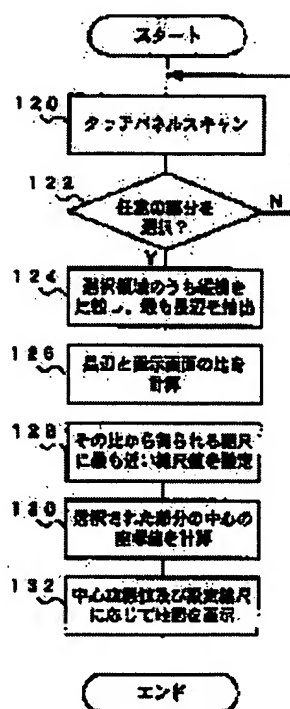 スタート
120
タッチパネルスキャン
122
任意の部分を
選択?
N
Y
124
選択領域のうち縦横を
比較し、最も長辺を抽出
126
長辺と画示画面の比を
計算
128
その比から得られる縮尺
に最も近い縮尺値を設定
130
選択された部分の中心の
座標値を計算
132
中心座標値及び設定縮尺
に応じて地図を画示
エンド